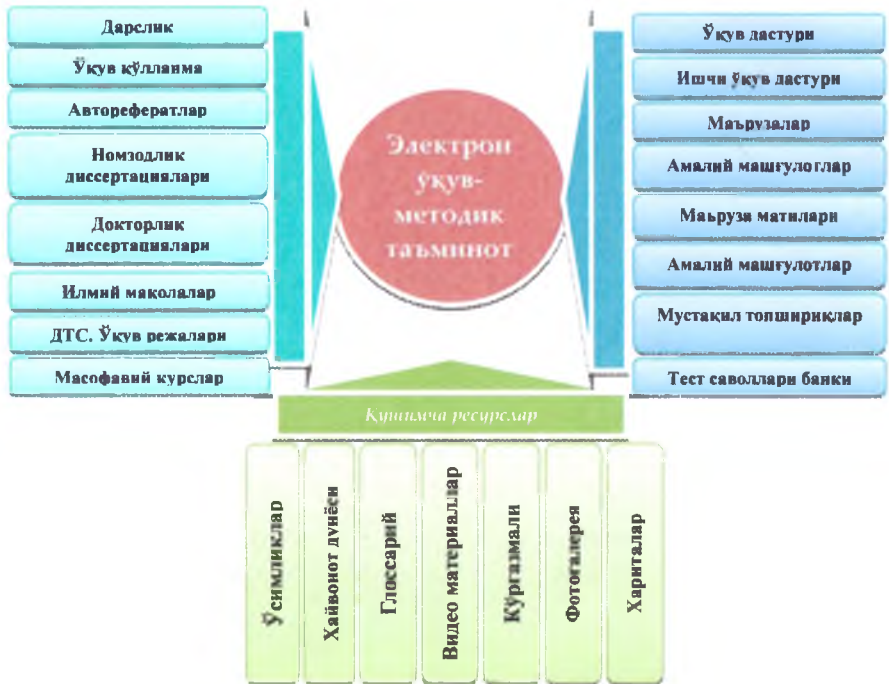 Дарслик
Ўқув қўлланма
Авторефератлар
Номзодлик
диссертациялари
Докторлик
диссертациялари
Илмий мақолалар
ДТС. Ўқув режалари
Масофавий курслар
Электрон
ўқув-
методик
таъминот
Ўқув дастури
Ишчи ўқув дастури
Маърузалар
Амалий машғулотлар
Маъруза матнлари
Амалий машғулотлар
Мустақил топшириқлар
Тест саволлари банки
Қўшимча ресурслар
Ўсимликлар
Хайвонот дунёси
Глоссарий
Видео материаллар
Кўргазмали
Фотогалерея
Хариталар